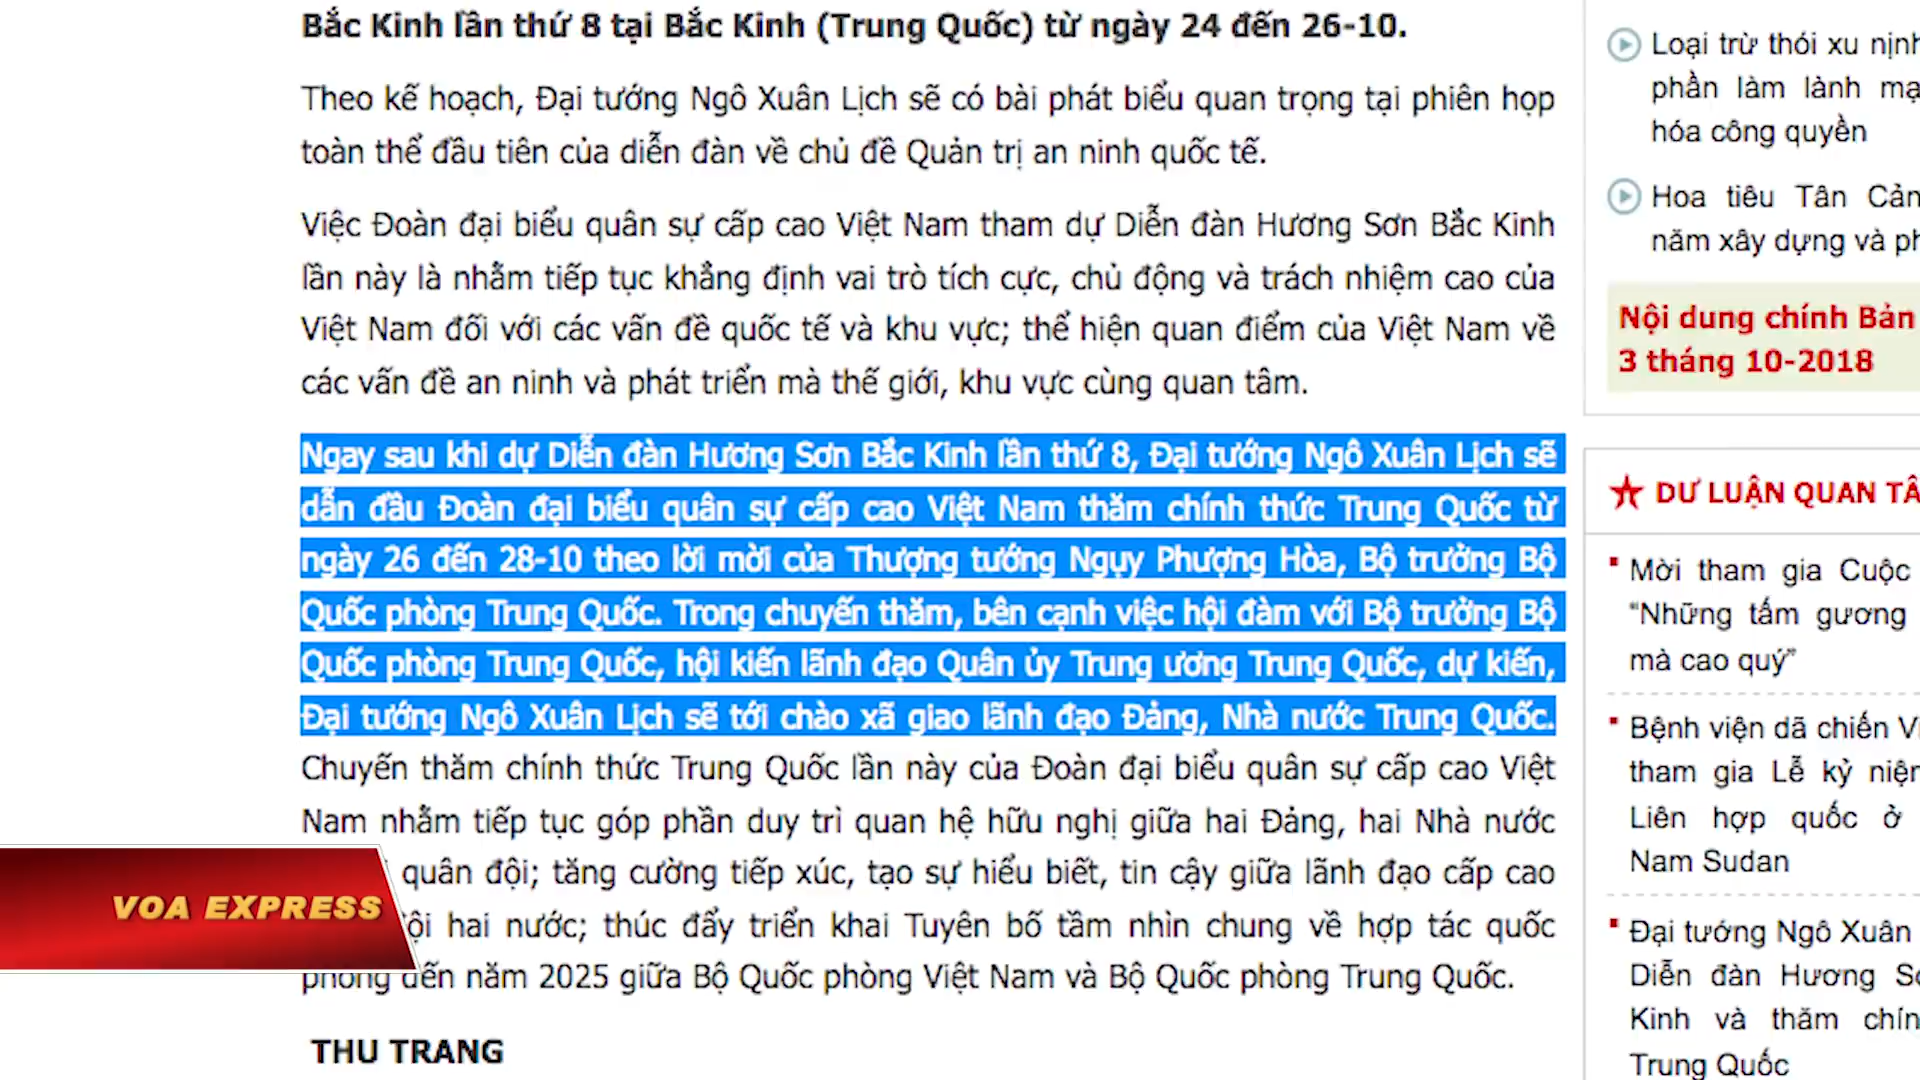 Bắc Kinh lần thứ 8 tại Bắc Kinh (Trung Quốc) từ ngày 24 đến 26-10.
Theo kế hoạch, Đại tướng Ngô Xuân Lịch sẽ có bài phát biểu quan trọng tại phiên họp
toàn thể đầu tiên của diễn đàn về chủ đề Quản trị an ninh quốc tế.
Việc Đoàn đại biểu quân sự cấp cao Việt Nam tham dự Diễn đàn Hương Sơn Bắc Kinh
lần này là nhằm tiếp tục khẳng định vai trò tích cực, chủ động và trách nhiệm cao của
Việt Nam đối với các vấn đề quốc tế và khu vực; thể hiện quan điểm của Việt Nam về
các vấn đề an ninh và phát triển mà thế giới, khu vực cùng quan tâm.
Ngay sau khi dự Diễn đàn Hương Sơn Bắc Kinh lần thứ 8, Đại tướng Ngô Xuân Lịch sẽ
dẫn đầu Đoàn đại biểu quân sự cấp cao Việt Nam thăm chính thức Trung Quốc từ
ngày 26 đến 28-10 theo lời mời của Thượng tướng Ngụy Phượng Hòa, Bộ trưởng Bộ
Quốc phòng Trung Quốc. Trong chuyến thăm, bên cạnh việc hội đàm với Bộ trưởng Bộ
Quốc phòng Trung Quốc, hội kiến lãnh đạo Quân ủy Trung ương Trung Quốc, dự kiến,
Đại tướng Ngô Xuân Lịch sẽ tới chào xã giao lãnh đạo Đảng, Nhà nước Trung Quốc.
Chuyến thăm chính thức Trung Quốc lần này của Đoàn đại biểu quân sự cấp cao Việt
Nam nhằm tiếp tục góp phần duy trì quan hệ hữu nghị giữa hai Đảng, hai Nhà nước
quân đội; tăng cường tiếp xúc, tạo sự hiểu biết, tin cậy giữa lãnh đạo cấp cao
hai nước; thúc đẩy triển khai Tuyên bố tầm nhìn chung về hợp tác quốc
phòng đến năm 2025 giữa Bộ Quốc phòng Việt Nam và Bộ Quốc phòng Trung Quốc.
THU TRANG
VOA EXPRESS
Loại trừ thói xu nịnh
phần làm lành mạ
hóa công quyền
Hoa tiêu Tân Cản
năm xây dựng và ph
Nội dung chính Bản
3 tháng 10-2018
DƯ LUẬN QUAN TÂ
Mời tham gia Cuộc
“Những tấm gương
mà cao quý”
Bệnh viện dã chiến Vi
tham gia Lễ kỷ niện
Liên hợp quốc ở
Nam Sudan
Đại tướng Ngô Xuân
Diễn đàn Hương Sơ
Kinh và thăm chín
Trung Quốc